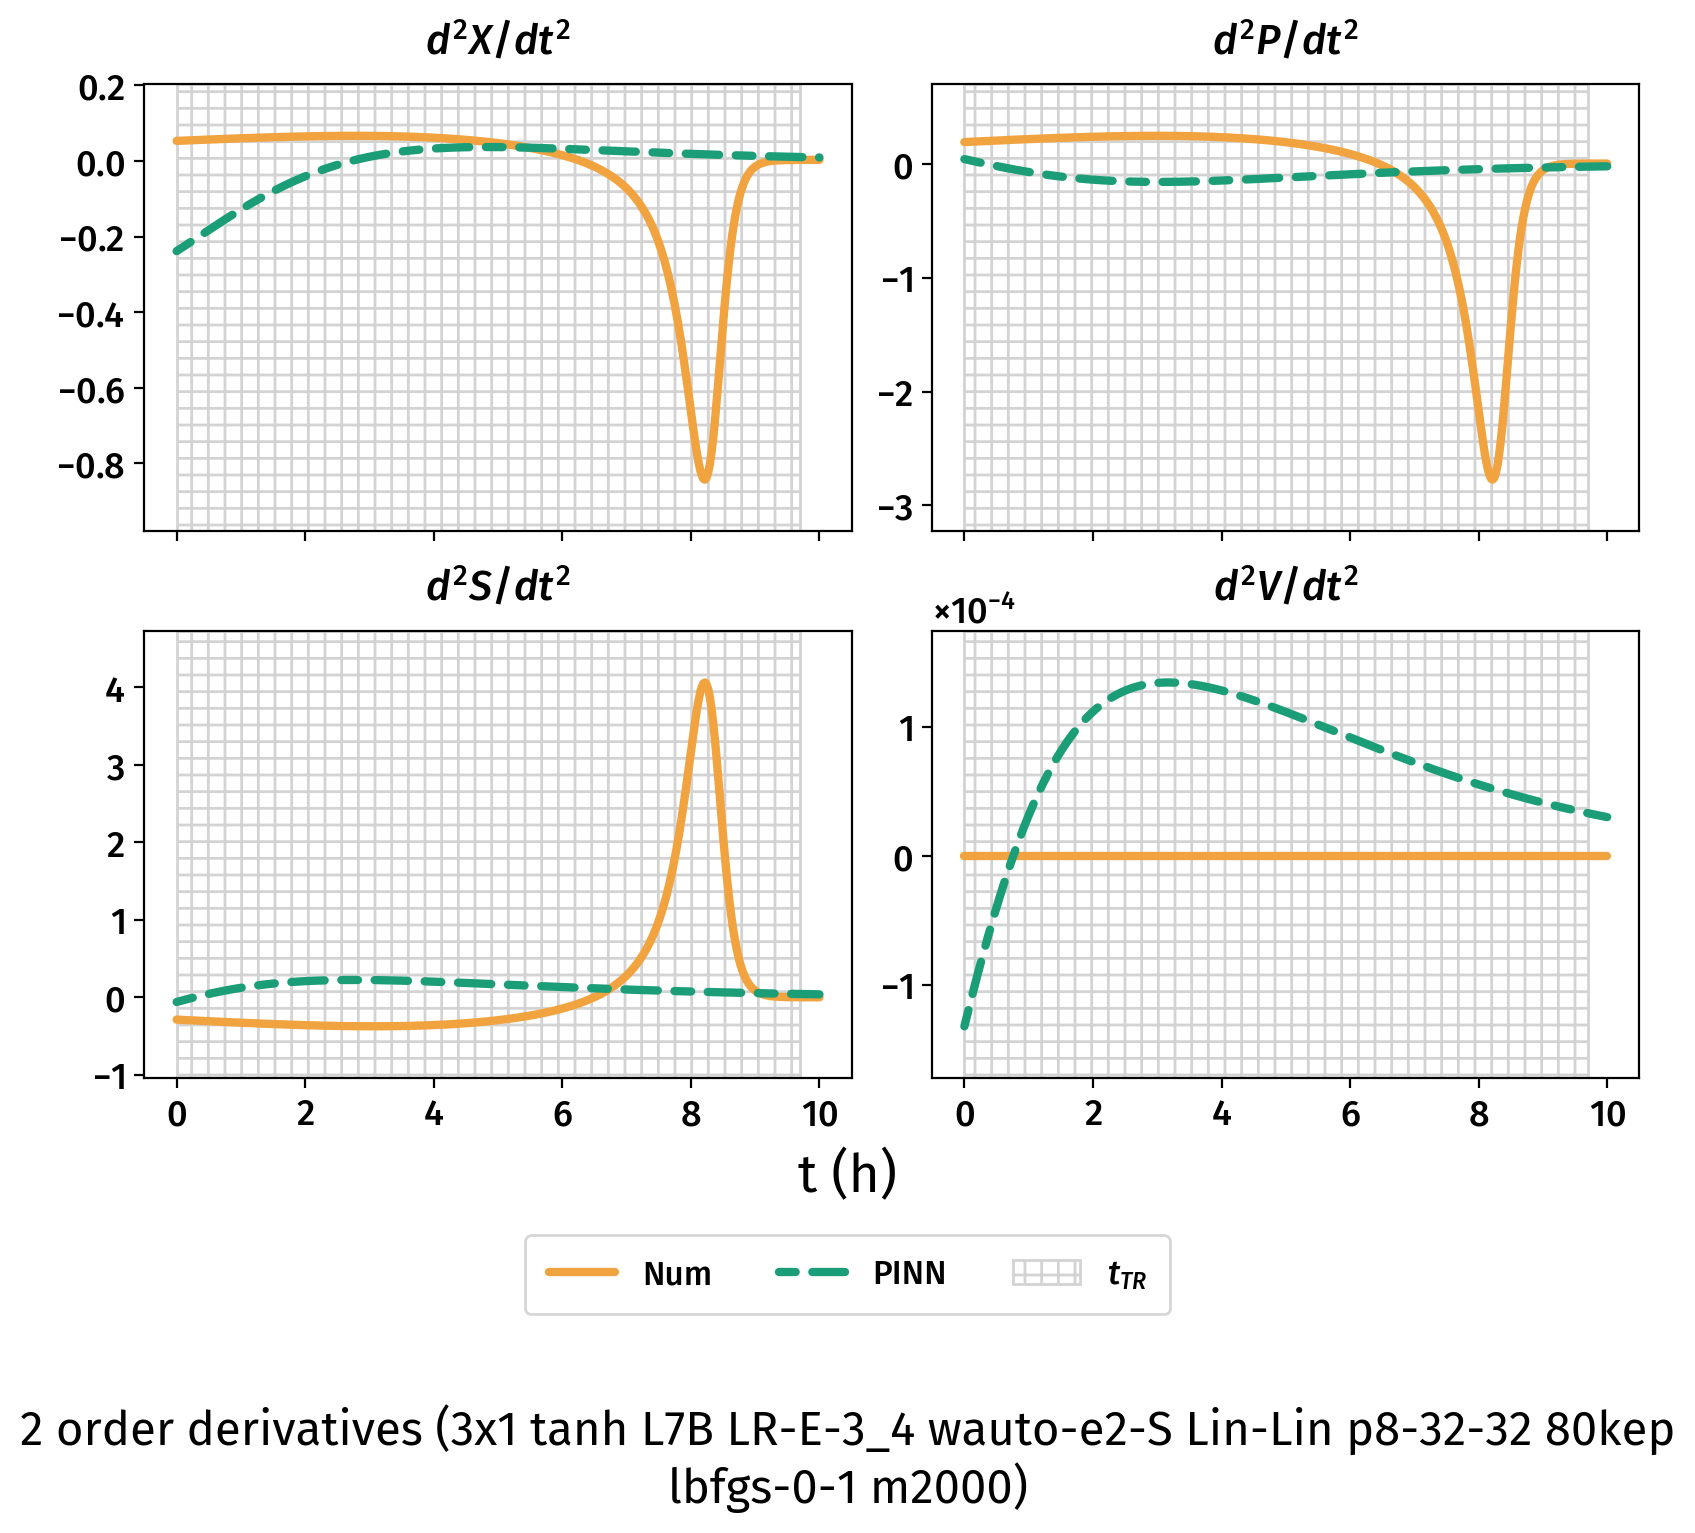 d²X/dt²
d²P/dt²
0.2
0.0
−0.2
−0.4
−0.6
−0.8
0
−1
−2
−3
d²S/dt²
d²V/dt²
×10⁻⁴
4
3
2
1
0
−1
1
0
−1
0 2 4 6 8 10
0 2 4 6 8 10
t (h)
Num PINN t_TR
2 order derivatives (3x1 tanh L7B LR-E-3_4 wauto-e2-S Lin-Lin p8-32-32 80kep
lbfgs-0-1 m2000)